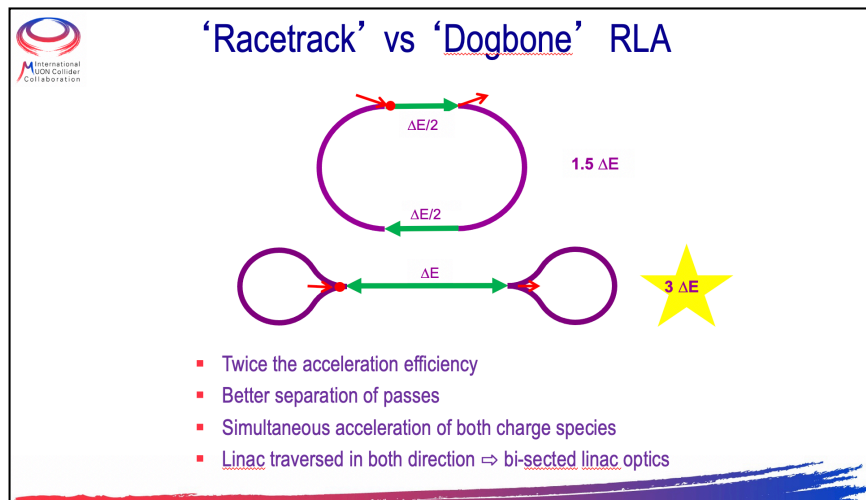 International
MUON Collider
Collaboration
‘Racetrack’ vs ‘Dogbone’ RLA
ΔE/2
1.5 ΔE
ΔE/2
ΔE
3 ΔE
Twice the acceleration efficiency
Better separation of passes
Simultaneous acceleration of both charge species
Linac traversed in both direction ⇨ bi-sected linac optics